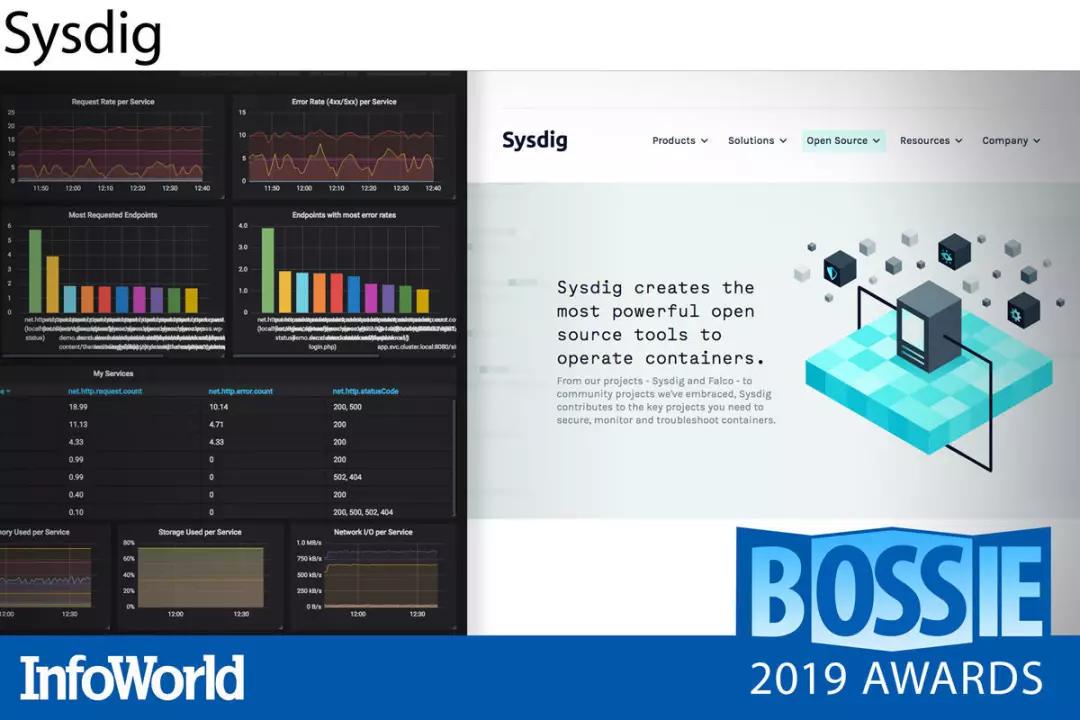 Sysdig
Request Rate per Service
25
20
15
10
5
0
11:50 12:00 12:10 12:20 12:30 12:40
Error Rate (4xx/5xx) per Service
15
10
5
0
11:50 12:00 12:10 12:20 12:30 12:40
Most Requested Endpoints
6
5
4
3
2
1
0
status)
Endpoints with most error rates
4.0
3.0
2.0
1.0
0
login.php)
app.svc.cluster.local:8080/
My Services
net.http.request.count net.http.error.count net.http.statusCode
18.99 10.14 200, 500
11.13 4.71 200
4.33 4.33 200
0.99 0 200
0.99 0 502, 404
0.40 0 200
0.10 0 200, 500, 502, 404
ory Used per Service
12:00 12:30
Storage Used per Service
80%
60%
40%
20%
0%
12:00 12:30
Network I/O per Service
1.0 MB/s
750 kB/s
500 kB/s
250 kB/s
0 B/s
12:00 12:30
Sysdig
Products Solutions Open Source Resources Company
Sysdig creates the
most powerful open
source tools to
operate containers.
From our projects - Sysdig and Falco - to
community projects we've embraced, Sysdig
contributes to the key projects you need to
secure, monitor and troubleshoot containers.
BOSSIE
2019 AWARDS
InfoWorld